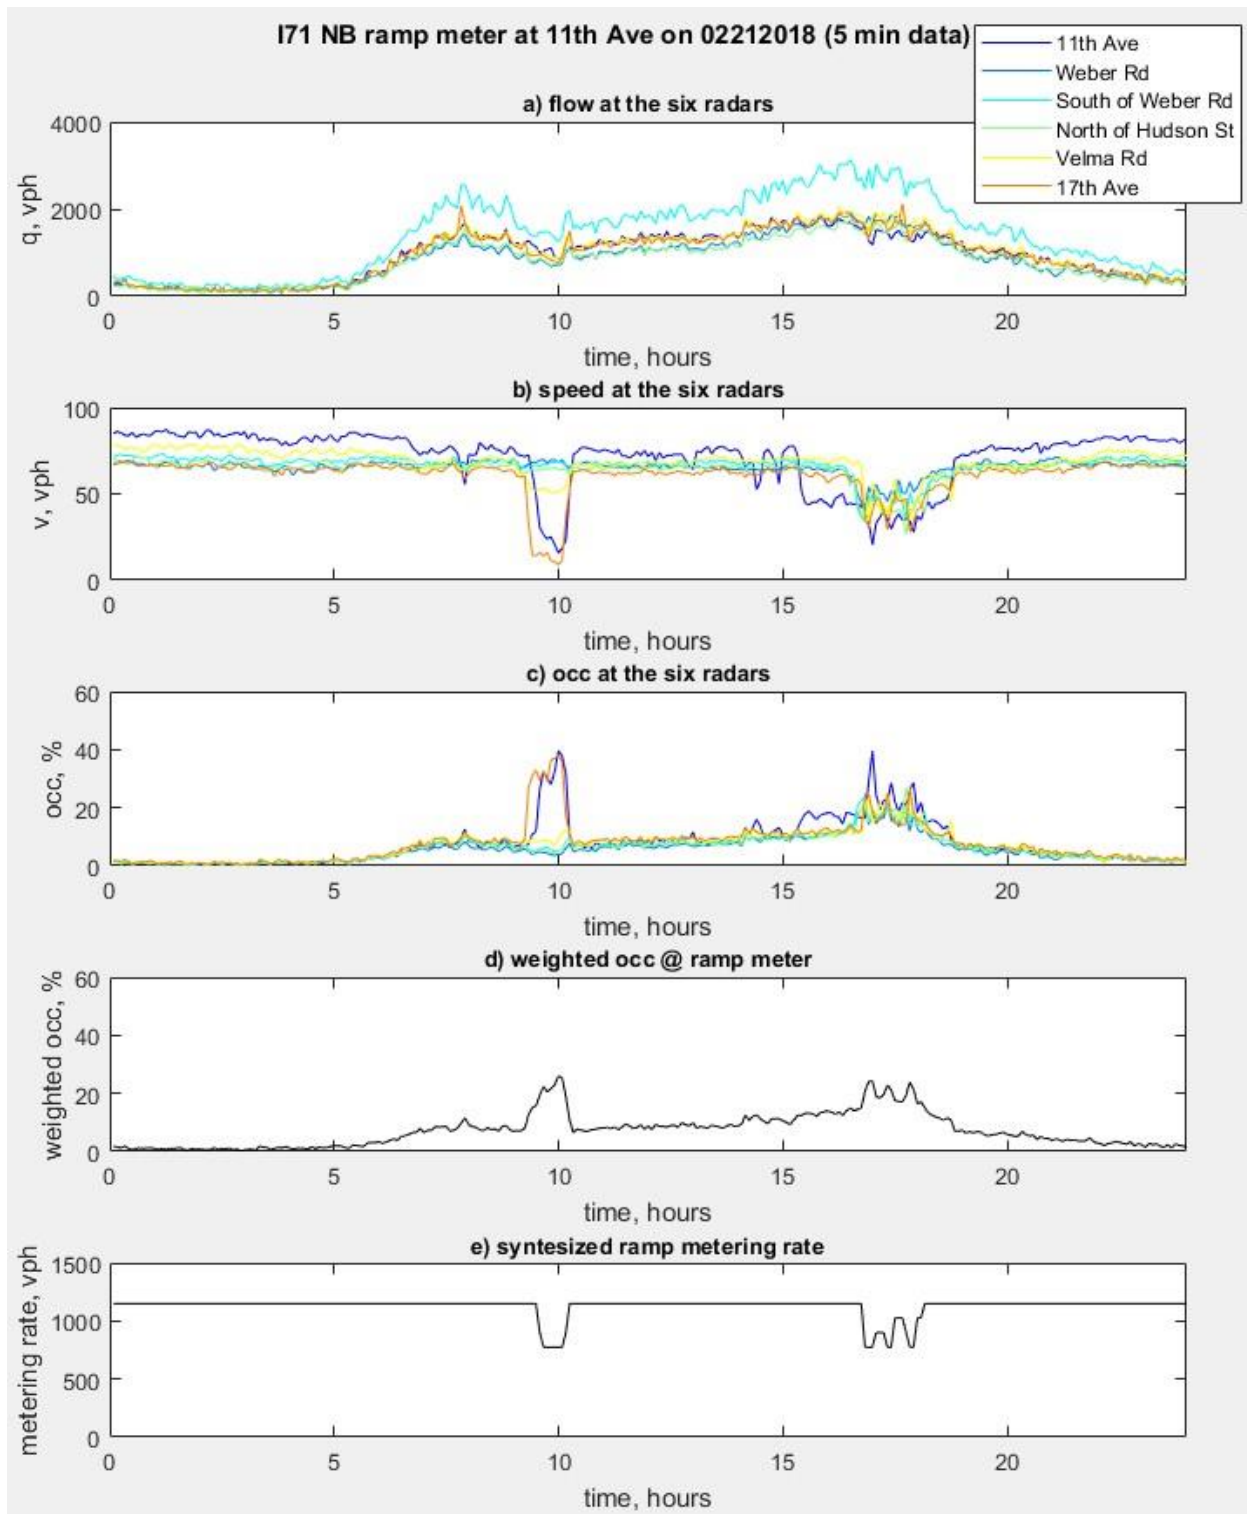 I71 NB ramp meter at 11th Ave on 02212018 (5 min data)
11th Ave
Weber Rd
South of Weber Rd
North of Hudson St
Velma Rd
17th Ave
a) flow at the six radars
q, vph
4000
2000
0
0 5 10 15 20
time, hours
b) speed at the six radars
v, vph
100
50
0
0 5 10 15 20
time, hours
c) occ at the six radars
occ, %
60
40
20
0
0 5 10 15 20
time, hours
d) weighted occ @ ramp meter
weighted occ, %
60
40
20
0
0 5 10 15 20
time, hours
e) syntesized ramp metering rate
metering rate, vph
1500
1000
500
0
0 5 10 15 20
time, hours